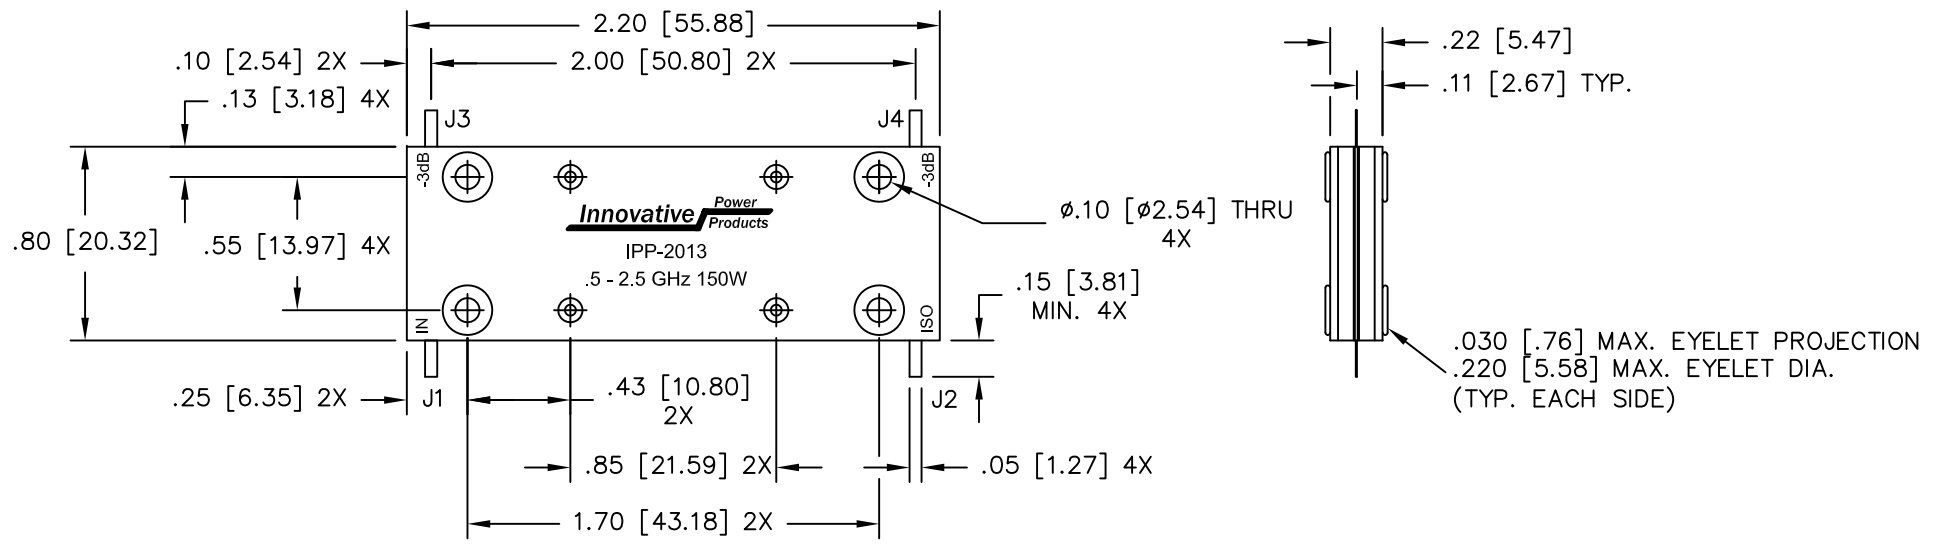 2.20 [55.88]
.10 [2.54] 2X
2.00 [50.80] 2X
.13 [3.18] 4X
J3
J4
-3dB
-3dB
.80 [20.32]
.55 [13.97] 4X
Innovative Power Products
IPP-2013
.5 - 2.5 GHz 150W
IN
ISO
ø.10 [ø2.54] THRU
4X
.15 [3.81]
MIN. 4X
.25 [6.35] 2X
J1
.43 [10.80]
2X
J2
.85 [21.59] 2X
.05 [1.27] 4X
1.70 [43.18] 2X
.22 [5.47]
.11 [2.67] TYP.
.030 [.76] MAX. EYELET PROJECTION
.220 [5.58] MAX. EYELET DIA.
(TYP. EACH SIDE)